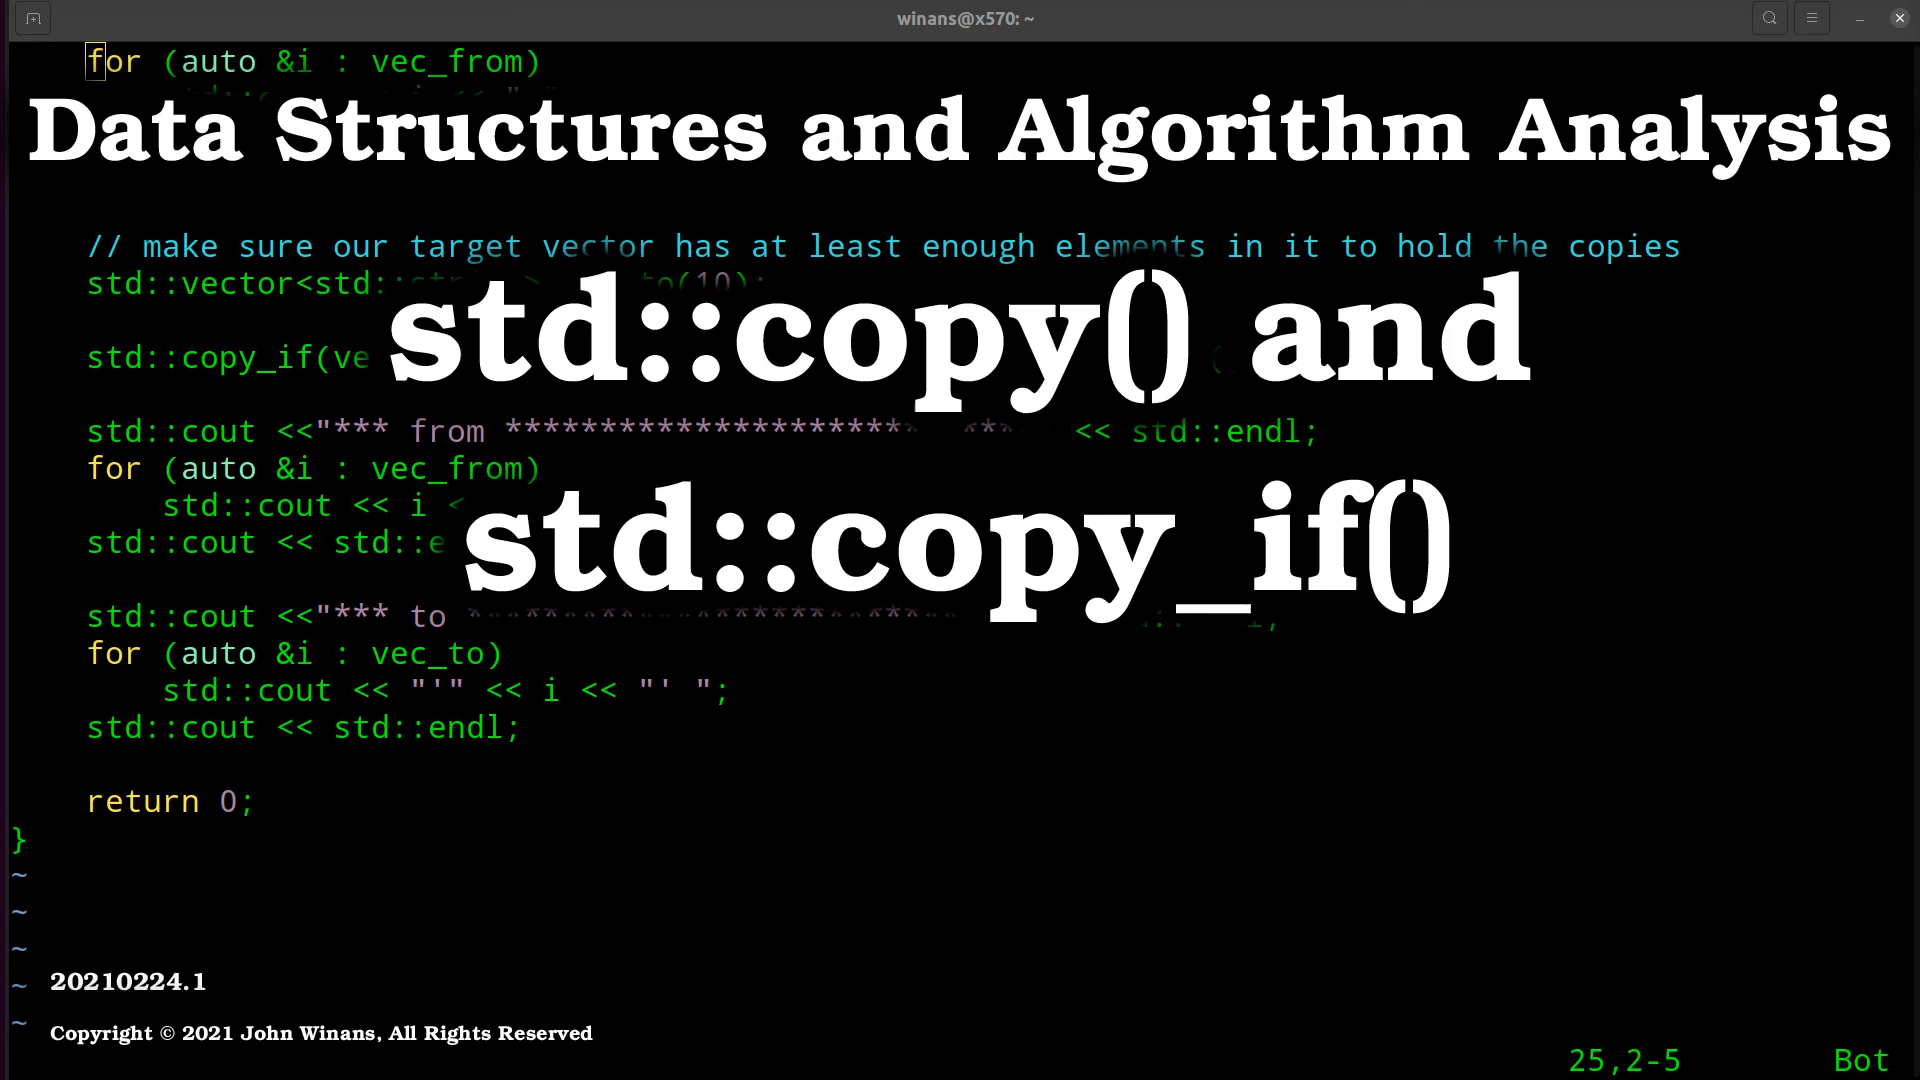 winans@x570: ~
for (auto &i : vec_from)
Data Structures and Algorithm Analysis
// make sure our target vector has at least enough elements in it to hold the copies
std::vector<std:: to(10);
std::copy() and
std::copy_if(ve
std::cout <<"*** from ********************** *** << std::endl;
for (auto &i : vec_from)
std::cout << i <
std::copy_if()
std::cout << std::e
std::cout <<"*** to
for (auto &i : vec_to)
std::cout << "'" << i << "' ";
std::cout << std::endl;
return 0;
}
~
~
~
~ 20210224.1
~ Copyright © 2021 John Winans, All Rights Reserved
25,2-5 Bot